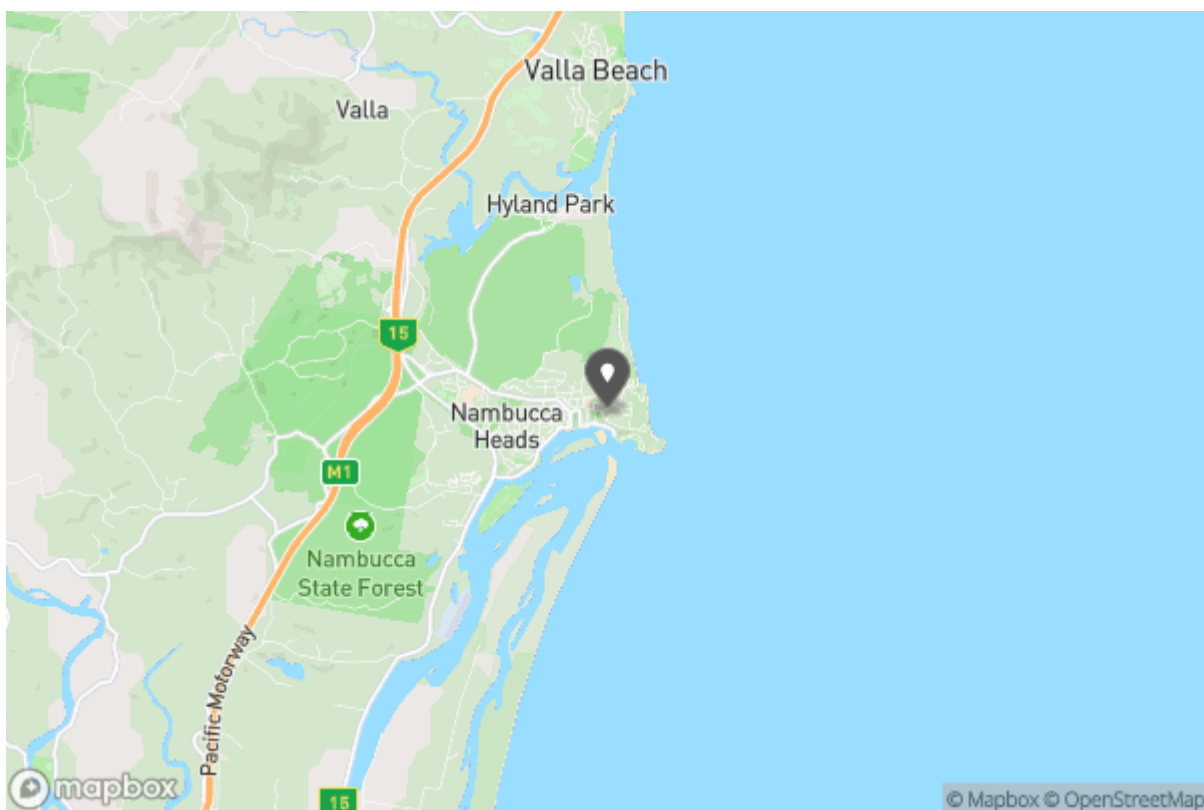 Valla Beach
Valla
Hyland Park
15
Nambucca
Heads
M1
Nambucca
State Forest
Pacific Motorway
15
mapbox
© Mapbox © OpenStreetMap